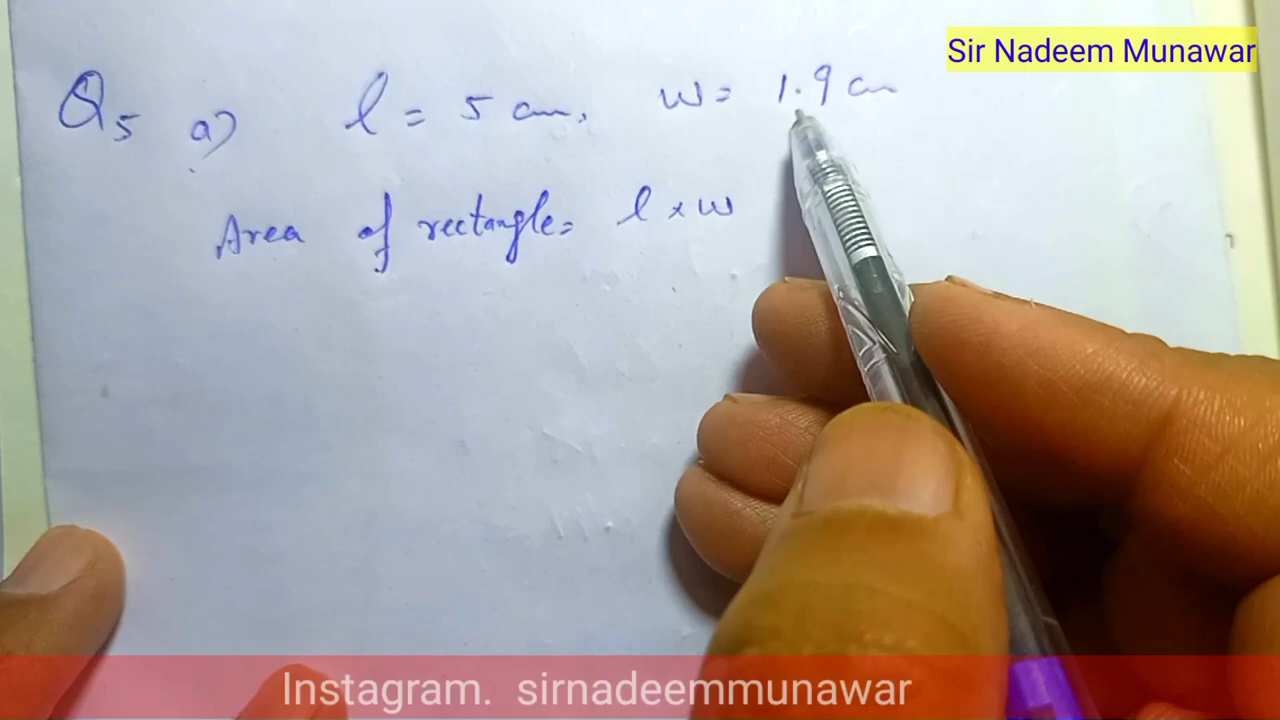 Sir Nadeem Munawar
Q5 a) l = 5 cm, w = 1.9 cm
Area of rectangle = l × w
Instagram. sirnadeemmunawar